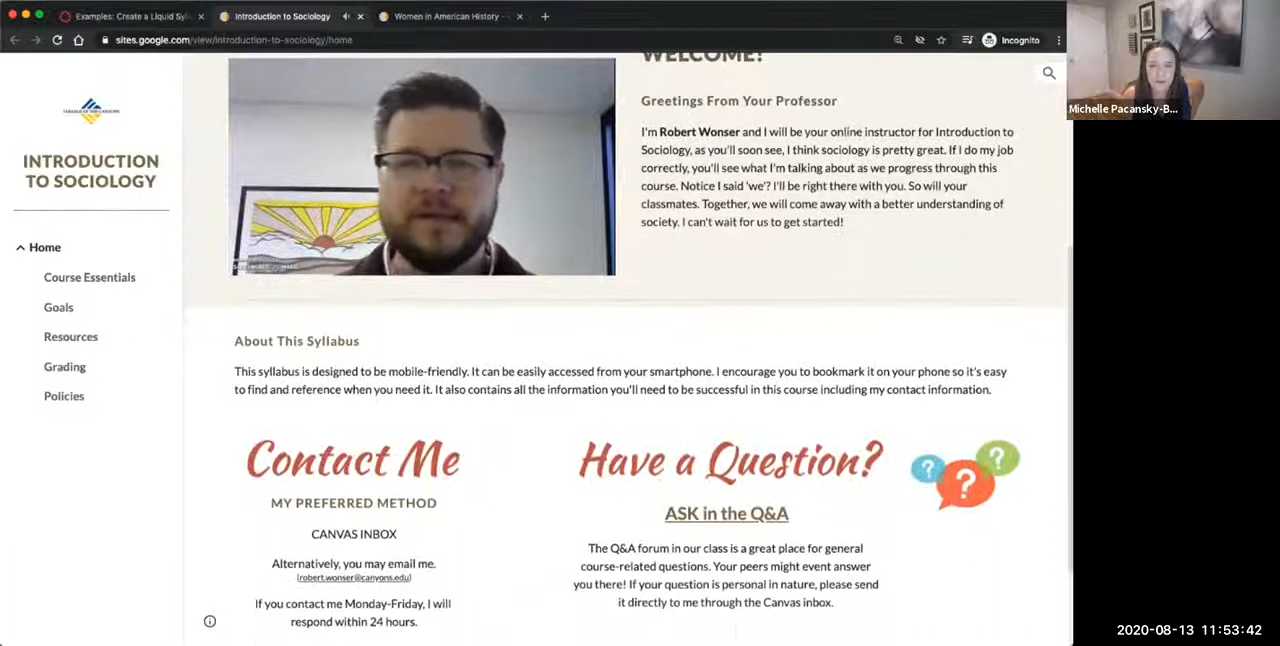 Examples: Create a Liquid Syl
Introduction to Sociology
Women in American History -
sites.google.com/view/introduction-to-sociology/home
Incognito
Michelle Pacansky-B...
INTRODUCTION
TO SOCIOLOGY
Home
Course Essentials
Goals
Resources
Grading
Policies
WELCOME!
Greetings From Your Professor
I'm Robert Wonser and I will be your online instructor for Introduction to
Sociology, as you'll soon see, I think sociology is pretty great. If I do my job
correctly, you'll see what I'm talking about as we progress through this
course. Notice I said 'we'? I'll be right there with you. So will your
classmates. Together, we will come away with a better understanding of
society. I can't wait for us to get started!
About This Syllabus
This syllabus is designed to be mobile-friendly. It can be easily accessed from your smartphone. I encourage you to bookmark it on your phone so it's easy
to find and reference when you need it. It also contains all the information you'll need to be successful in this course including my contact information.
Contact Me
MY PREFERRED METHOD
CANVAS INBOX
Alternatively, you may email me.
(robert.wonser@canyons.edu)
If you contact me Monday-Friday, I will
respond within 24 hours.
Have a Question?
? ? ?
ASK in the Q&A
The Q&A forum in our class is a great place for general
course-related questions. Your peers might event answer
you there! If your question is personal in nature, please send
it directly to me through the Canvas inbox.
2020-08-13 11:53:42